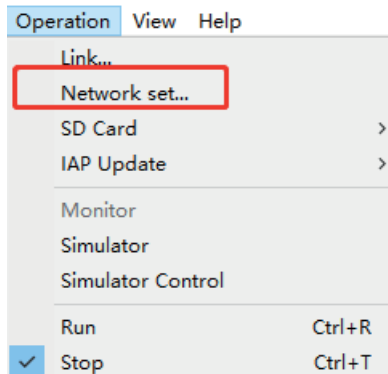 Operation View Help
Link...
Network set...
SD Card >
IAP Update >
Monitor
Simulator
Simulator Control
Run Ctrl+R
Stop Ctrl+T